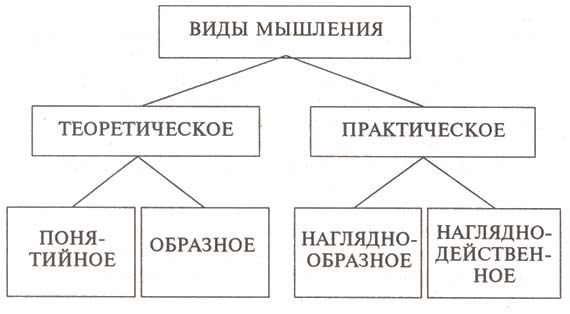 ВИДЫ МЫШЛЕНИЯ
ТЕОРЕТИЧЕСКОЕ
ПРАКТИЧЕСКОЕ
ПОНЯ-
ТИЙНОЕ
ОБРАЗНОЕ
НАГЛЯДНО-
ОБРАЗНОЕ
НАГЛЯДНО-
ДЕЙСТВЕН-
НОЕ